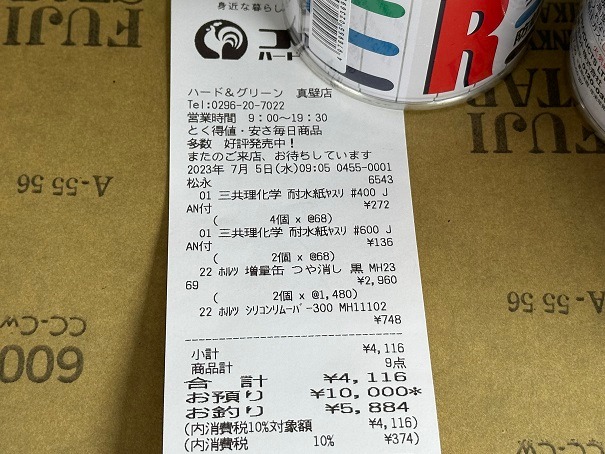 身近な暮らし
ハード＆グリーン 真壁店
Tel:0296-20-7022
営業時間 9：00～19：30
とく得値・安さ毎日商品
多数 好評発売中！
またのご来店、お待ちしています
2023年 7月 5日(水)09:05 0455-0001
松永 6543
01 三共理化学 耐水紙ﾔｽﾘ #400 J
AN付 ¥272
( 4個 x @68)
01 三共理化学 耐水紙ﾔｽﾘ #600 J
AN付 ¥136
( 2個 x @68)
22 ﾎﾙﾂ 増量缶 つや消し 黒 MH23
69 ¥2,960
( 2個 x @1,480)
22 ﾎﾙﾂ ｼﾘｺﾝﾘﾑｰﾊﾞｰ300 MH11102
¥748
小計 ¥4,116
商品計 9点
合 計 ¥4,116
お預り ¥10,000*
お釣り ¥5,884
(内消費税10%対象額 ¥4,116)
(内消費税 10% ¥374)
ER
FUJI
STAR
FUJI
STAR
A-55 56
A-55 56
A-55 56
CC-CW
600